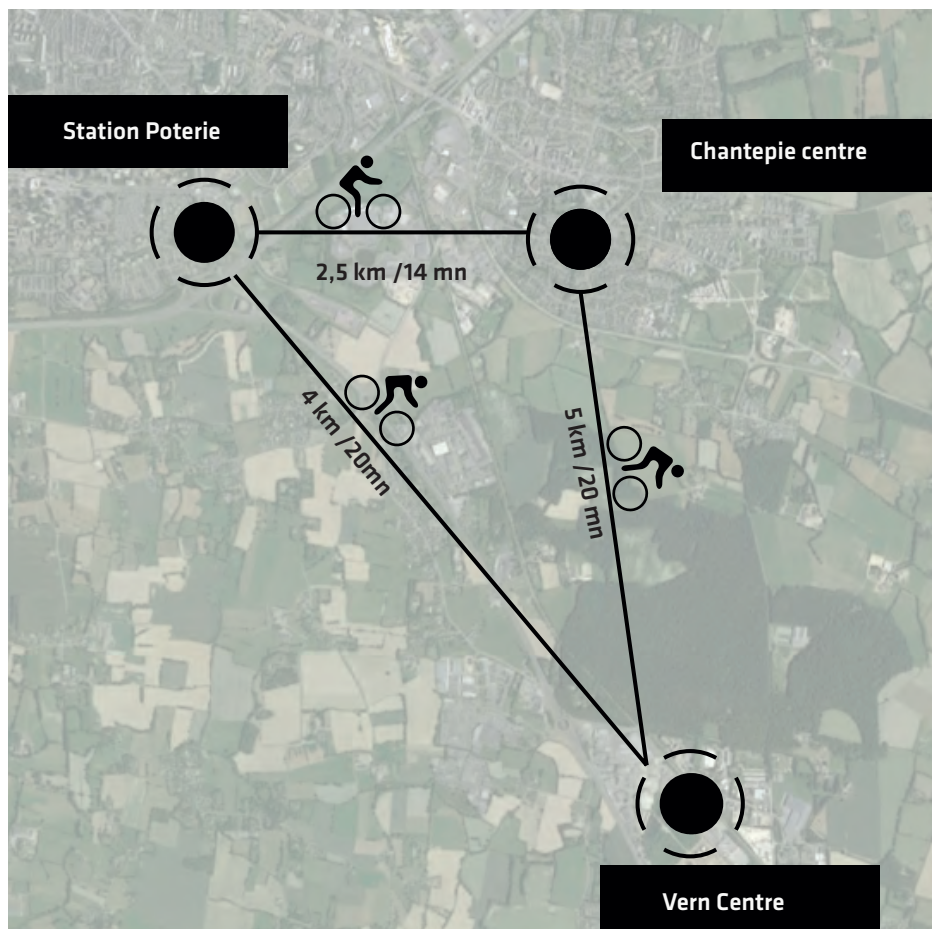 Station Poterie
Chantepie centre
2,5 km /14 mn
4 km /20mn
5 km /20 mn
Vern Centre